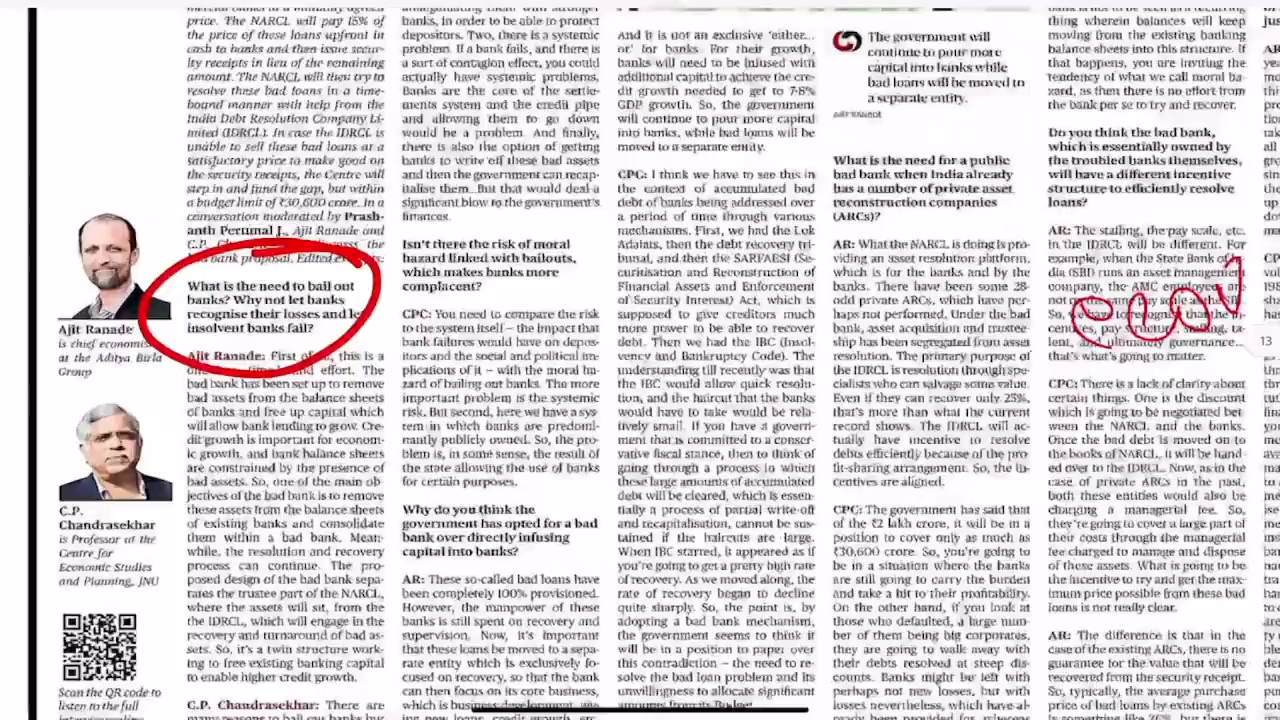 price. The NARCL will pay 15% of
the price of these loans upfront in
cash to banks and then issue secur-
ity receipts in lieu of the remaining
amount. The NARCL will then try to
resolve these bad loans in a time-
bound manner with help from the
India Debt Resolution Company Li-
mited (IDRCL). In case the IDRCL is
unable to sell these bad loans at a
satisfactory price to make good on
the security receipts, the Centre will
step in and fund the gap, but within
a budget limit of ₹30,600 crore. In a
conversation moderated by Prash-
anth Perumal J., Ajit Ranade and
the
bank proposal. Edited
What is the need to bail out
banks? Why not let banks
recognise their losses and
insolvent banks fail?
Ajit Ranade: First of this is a
effort. The
bad bank has been set up to remove
bad assets from the balance sheets
of banks and free up capital which
will allow bank lending to grow. Cre-
dit growth is important for econom-
ic growth, and bank balance sheets
are constrained by the presence of
bad assets. So, one of the main ob-
jectives of the bad bank is to remove
these assets from the balance sheets
of existing banks and consolidate
them within a bad bank. Mean-
while, the resolution and recovery
process can continue. The pro-
posed design of the bad bank sepa-
rates the trustee part of the NARCL,
where the assets will sit, from the
IDRCL, which will engage in the
recovery and turnaround of bad as-
sets. So, it's a twin structure work-
ing to free existing banking capital
to enable higher credit growth.
C.P. Chandrasekhar: There are
Ajit Ranade
is chief economist
at the Aditya Birla
Group
C.P.
Chandrasekhar
is Professor at the
Centre for
Economic Studies
and Planning, JNU
Scan the QR code to
listen to the full
banks, in order to be able to protect
depositors. Two, there is a systemic
problem. If a bank fails, and there is
a sort of contagion effect, you could
actually have systemic problems.
Banks are the core of the settle-
ments system and the credit pipe
and allowing them to go down
would be a problem. And finally,
there is also the option of getting
banks to write off these bad assets
and then the government can recap-
italise them. But that would deal a
significant blow to the government's
finances.
Isn't there the risk of moral
hazard linked with bailouts,
which makes banks more
complacent?
CPC: You need to compare the risk
to the system itself – the impact that
bank failures would have on depos-
itors and the social and political im-
plications of it – with the moral ha-
zard of bailing out banks. The more
important problem is the systemic
risk. But second, here we have a sys-
tem in which banks are predomi-
nantly publicly owned. So, the pro-
blem is, in some sense, the result of
the state allowing the use of banks
for certain purposes.
Why do you think the
government has opted for a bad
bank over directly infusing
capital into banks?
AR: These so-called bad loans have
been completely 100% provisioned.
However, the manpower of these
banks is still spent on recovery and
supervision. Now, it's important
that these loans be moved to a sepa-
rate entity which is exclusively fo-
cused on recovery, so that the bank
can then focus on its core business,
which is business development, is-
ing new loans, credit growth, etc.
And it is not an exclusive 'either...
or' for banks. For their growth,
banks will need to be infused with
additional capital to achieve the cre-
dit growth needed to get to 7-8%
GDP growth. So, the government
will continue to pour more capital
into banks, while bad loans will be
moved to a separate entity.
CPC: I think we have to see this in
the context of accumulated bad
debt of banks being addressed over
a period of time through various
mechanisms. First, we had the Lok
Adalats, then the debt recovery tri-
bunal, and then the SARFAESI (Se-
curitisation and Reconstruction of
Financial Assets and Enforcement
of Security Interest) Act, which is
supposed to give creditors much
more power to be able to recover
debt. Then we had the IBC (Insol-
vency and Bankruptcy Code). The
understanding till recently was that
the IBC would allow quick resolu-
tion, and the haircut that the banks
would have to take would be rela-
tively small. If you have a govern-
ment that is committed to a conser-
vative fiscal stance, then to think of
going through a process in which
these large amounts of accumulated
debt will be cleared, which is essen-
tially a process of partial write-off
and recapitalisation, cannot be sus-
tained if the haircuts are large.
When IBC started, it appeared as if
you're going to get a pretty high rate
of recovery. As we moved along, the
rate of recovery began to decline
quite sharply. So, the point is, by
adopting a bad bank mechanism,
the government seems to think it
will be in a position to paper over
this contradiction – the need to re-
solve the bad loan problem and its
unwillingness to allocate significant
amounts from its Budget.
The government will
continue to pour more
capital into banks while
bad loans will be moved to
a separate entity.
AJIT RANADE
What is the need for a public
bad bank when India already
has a number of private asset
reconstruction companies
(ARCs)?
AR: What the NARCL is doing is pro-
viding an asset resolution platform,
which is for the banks and by the
banks. There have been some 28-
odd private ARCs, which have per-
haps not performed. Under the bad
bank, asset acquisition and trustee-
ship has been segregated from asset
resolution. The primary purpose of
the IDRCL is resolution through spe-
cialists who can salvage some value.
Even if they can recover only 25%,
that's more than what the current
record shows. The IDRCL will ac-
tually have incentive to resolve
debts efficiently because of the pro-
fit-sharing arrangement. So, the in-
centives are aligned.
CPC: The government has said that
of the ₹2 lakh crore, it will be in a
position to cover only as much as
₹30,600 crore. So, you're going to
be in a situation where the banks
are still going to carry the burden
and take a hit to their profitability.
On the other hand, if you look at
those who defaulted, a large num-
ber of them being big corporates,
they are going to walk away with
their debts resolved at steep dis-
counts. Banks might be left with
perhaps not new losses, but with
losses nevertheless, which have al-
thing wherein balances will keep
moving from the existing banking
balance sheets into this structure. If
that happens, you are inviting the
tendency of what we call moral ha-
zard, as then there is no effort from
the bank per se to try and recover.
Do you think the bad bank,
which is essentially owned by
the troubled banks themselves,
will have a different incentive
structure to efficiently resolve
loans?
AR: The staffing, the pay scale, etc.
in the IDRCL will be different. For
example, when the State Bank of
dia (SBI) runs an asset management
company, the AMC
that's what's going to matter.
CPC: There is a lack of clarity about
certain things. One is the discount
which is going to be negotiated bet-
ween the NARCL and the banks.
Once the bad debt is moved on to
the books of NARCL, it will be hand-
ed over to the IDRCL. Now, as in the
case of private ARCs in the past,
both these entities would also be
charging a managerial fee. So,
they're going to cover a large part of
their costs through the managerial
fee charged to manage and dispose
of these assets. What is going to be
the incentive to try and get the max-
imum price possible from these bad
loans is not really clear.
AR: The difference is that in the
case of the existing ARCs, there is no
guarantee for the value that will be
recovered from the security receipt.
So, typically, the average purchase
price of bad loans by these ARCs is
13